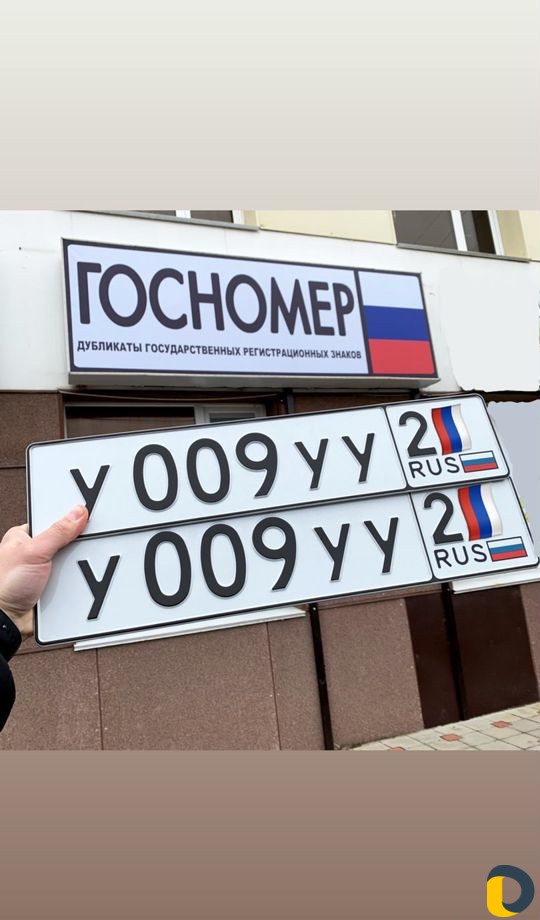 ГОСНОМЕР
ДУБЛИКАТЫ ГОСУДАРСТВЕННЫХ РЕГИСТРАЦИОННЫХ ЗНАКОВ
У 009 УУ 2
RUS
У 009 УУ 2
RUS